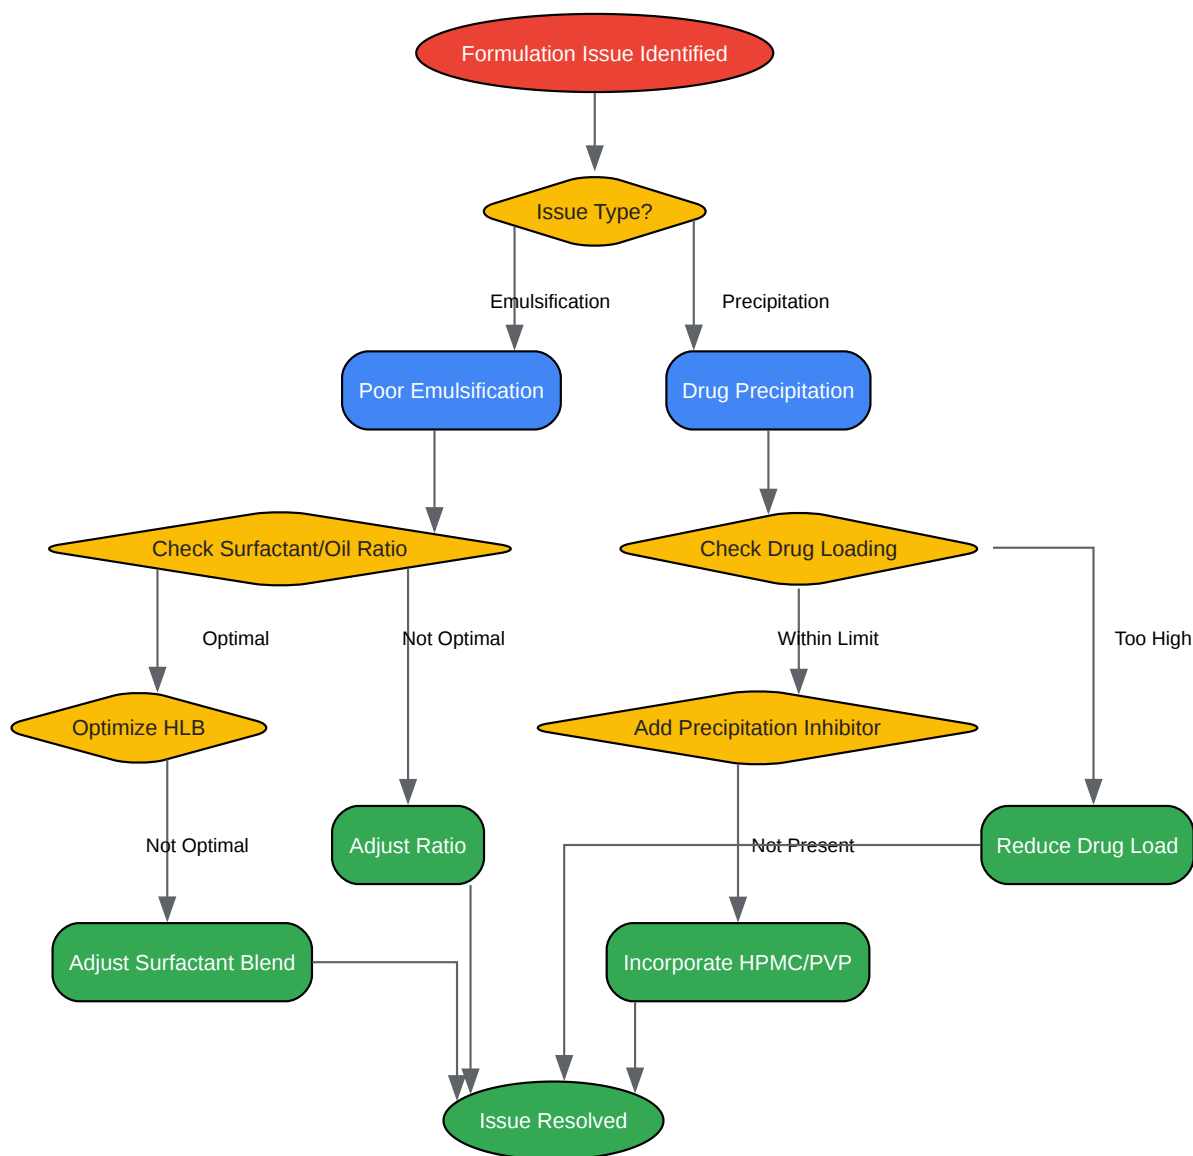 Formulation Issue Identified
Issue Type?
Emulsification
Precipitation
Poor Emulsification
Drug Precipitation
Check Surfactant/Oil Ratio
Check Drug Loading
Optimal
Not Optimal
Within Limit
Too High
Optimize HLB
Add Precipitation Inhibitor
Not Optimal
Adjust Ratio
Not Present
Reduce Drug Load
Adjust Surfactant Blend
Incorporate HPMC/PVP
Issue Resolved